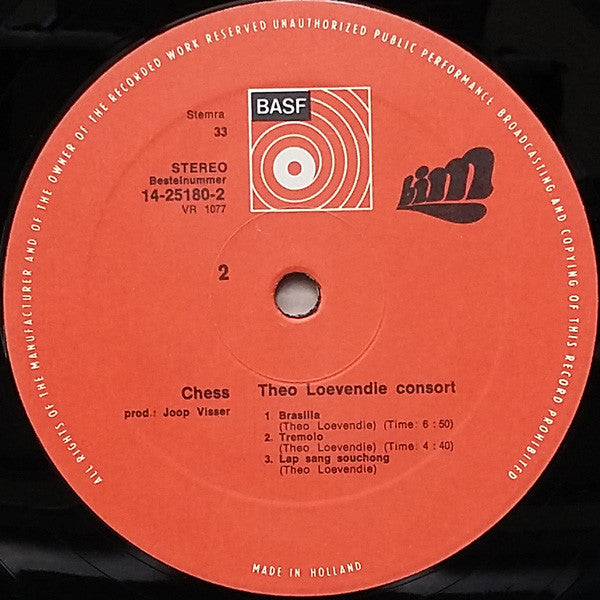 ALL RIGHTS OF THE MANUFACTURER AND OF THE OWNER OF THE RECORDED WORK RESERVED UNAUTHORIZED PUBLIC PERFORMANCE BROADCASTING AND COPYING OF THIS RECORD PROHIBITED
Stemra
33
BASF
STEREO
Bestelnummer
14-25180-2
VR 1077
bim
2
Chess
prod.: Joop Visser
Theo Loevendie consort
1. Brasilia
(Theo Loevendie) (Time: 6:50)
2. Tremolo
(Theo Loevendie) (Time: 4:40)
3. Lap sang souchong
(Theo Loevendie)
MADE IN HOLLAND